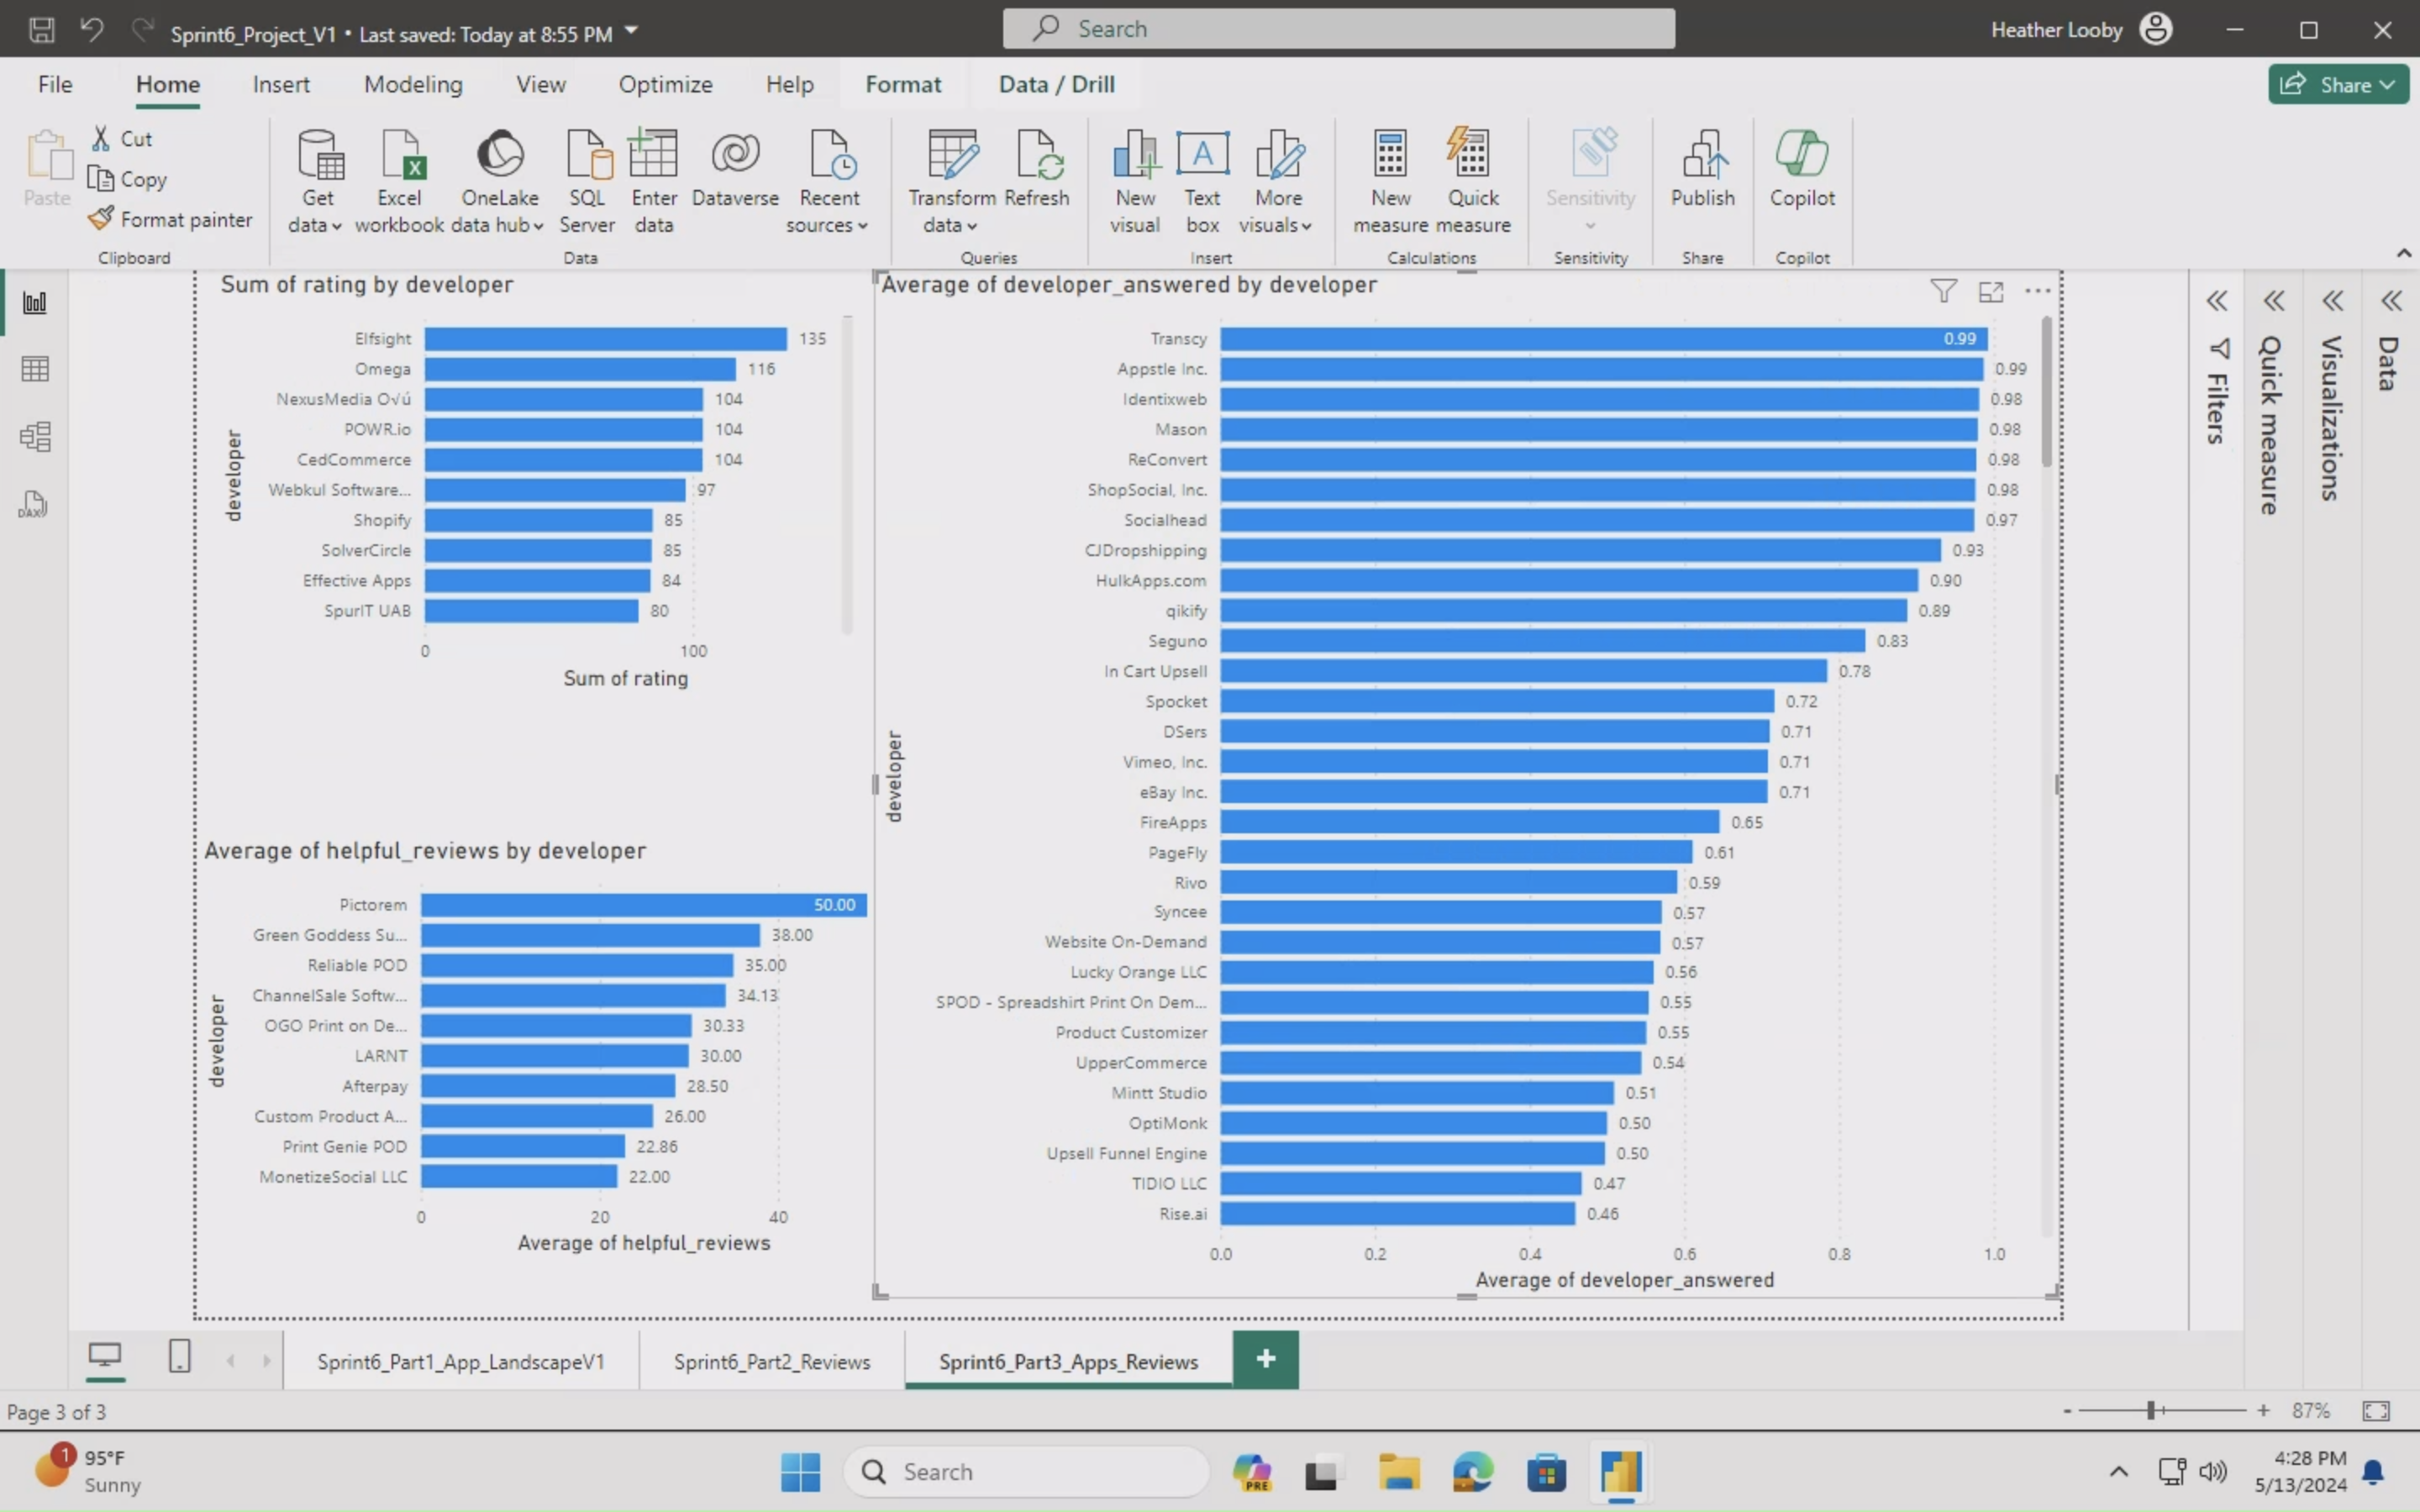 Sprint6_Project_V1 • Last saved: Today at 8:55 PM
Search
Heather Looby
File Home Insert Modeling View Optimize Help Format Data / Drill Share
Paste
Cut
Copy
Format painter
Clipboard
Get data
Excel workbook
OneLake data hub
SQL Server
Enter data
Dataverse
Recent sources
Data
Transform data
Refresh
Queries
New visual
Text box
More visuals
Insert
New measure
Quick measure
Calculations
Sensitivity
Sensitivity
Publish
Share
Copilot
Copilot
DAX
Sum of rating by developer
developer
Elfsight 135
Omega 116
NexusMedia O√ú 104
POWR.io 104
CedCommerce 104
Webkul Software... 97
Shopify 85
SolverCircle 85
Effective Apps 84
SpurIT UAB 80
0 100
Sum of rating
Average of helpful_reviews by developer
developer
Pictorem 50.00
Green Goddess Su... 38.00
Reliable POD 35.00
ChannelSale Softw... 34.13
OGO Print on De... 30.33
LARNT 30.00
Afterpay 28.50
Custom Product A... 26.00
Print Genie POD 22.86
MonetizeSocial LLC 22.00
0 20 40
Average of helpful_reviews
Average of developer_answered by developer
developer
Transcy 0.99
Appstle Inc. 0.99
Identixweb 0.98
Mason 0.98
ReConvert 0.98
ShopSocial, Inc. 0.98
Socialhead 0.97
CJDropshipping 0.93
HulkApps.com 0.90
qikify 0.89
Seguno 0.83
In Cart Upsell 0.78
Spocket 0.72
DSers 0.71
Vimeo, Inc. 0.71
eBay Inc. 0.71
FireApps 0.65
PageFly 0.61
Rivo 0.59
Syncee 0.57
Website On-Demand 0.57
Lucky Orange LLC 0.56
SPOD - Spreadshirt Print On Dem... 0.55
Product Customizer 0.55
UpperCommerce 0.54
Mintt Studio 0.51
OptiMonk 0.50
Upsell Funnel Engine 0.50
TIDIO LLC 0.47
Rise.ai 0.46
0.0 0.2 0.4 0.6 0.8 1.0
Average of developer_answered
Filters
Quick measure
Visualizations
Data
Sprint6_Part1_App_LandscapeV1 Sprint6_Part2_Reviews Sprint6_Part3_Apps_Reviews +
Page 3 of 3
- + 87%
1
95°F
Sunny
Search
PRE
4:28 PM
5/13/2024